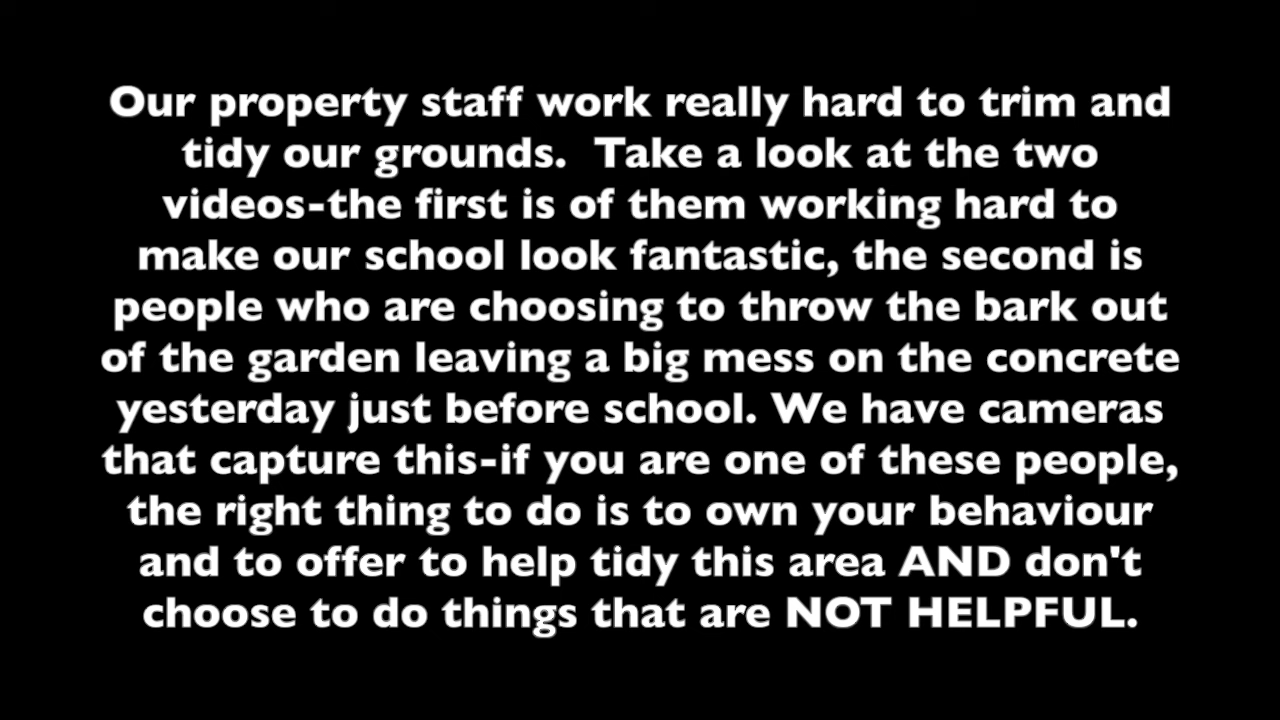 Our property staff work really hard to trim and
tidy our grounds.  Take a look at the two
videos-the first is of them working hard to
make our school look fantastic, the second is
people who are choosing to throw the bark out
of the garden leaving a big mess on the concrete
yesterday just before school. We have cameras
that capture this-if you are one of these people,
the right thing to do is to own your behaviour
and to offer to help tidy this area AND don't
choose to do things that are NOT HELPFUL.